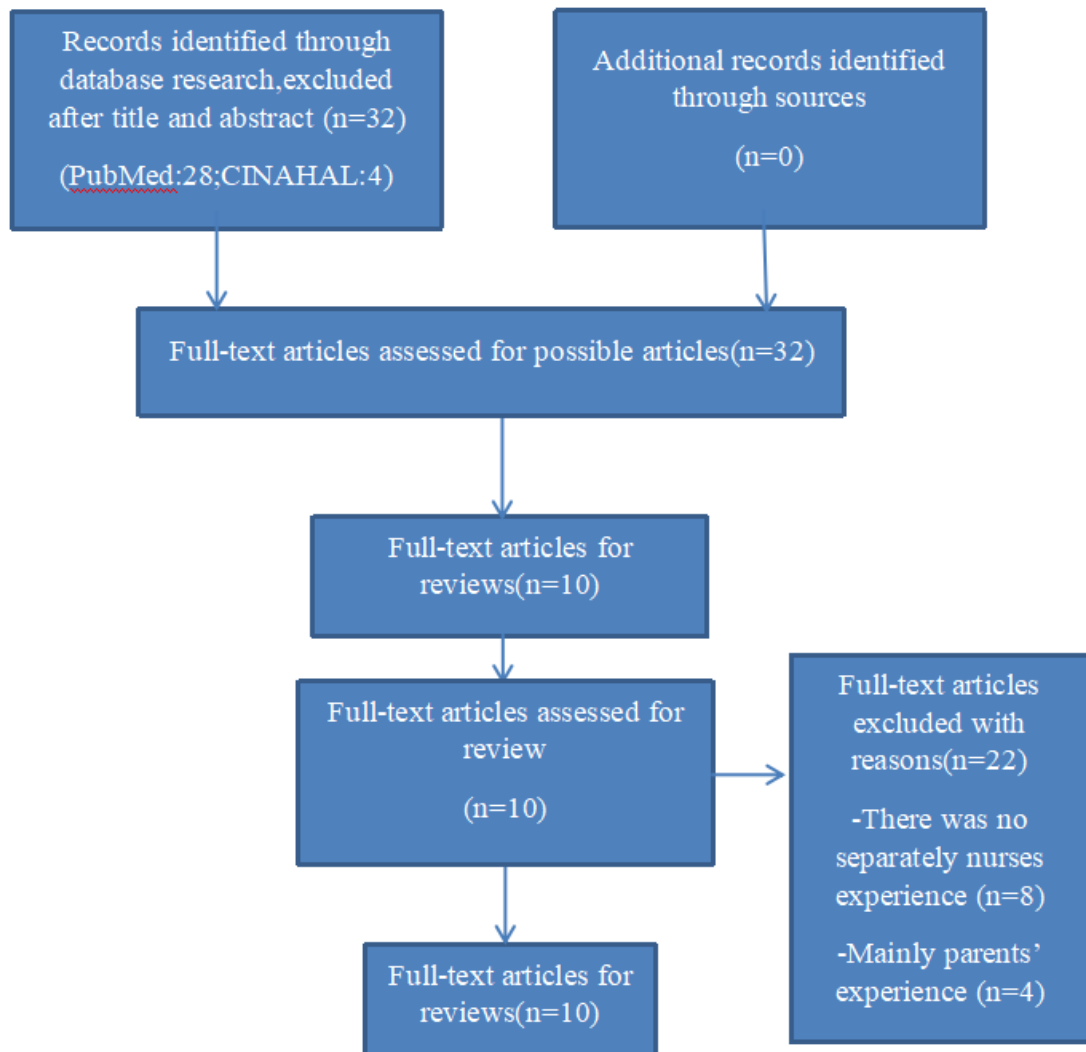 Records identified through
database research,excluded
after title and abstract (n=32)
(PubMed:28;CINAHAL:4)
Additional records identified
through sources
(n=0)
Full-text articles assessed for possible articles(n=32)
Full-text articles for
reviews(n=10)
Full-text articles assessed for
review
(n=10)
Full-text articles
excluded with
reasons(n=22)
-There was no
separately nurses
experience (n=8)
-Mainly parents’
experience (n=4)
Full-text articles for
reviews(n=10)